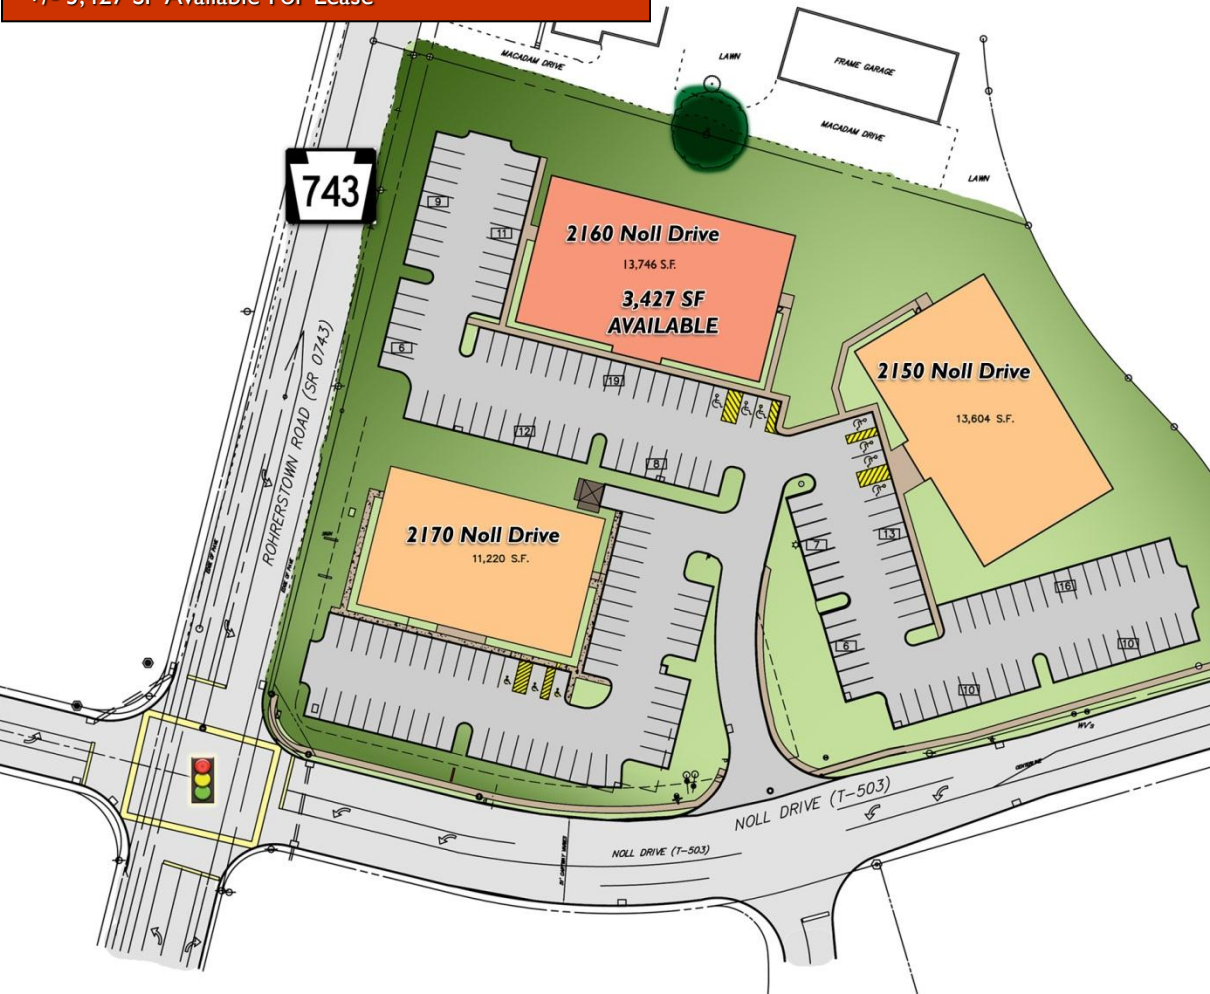 +/- 3,427 SF Available For Lease
MACADAM DRIVE
LAWN
FRAME GARAGE
MACADAM DRIVE
LAWN
743
9
11
2160 Noll Drive
13,746 S.F.
3,427 SF
AVAILABLE
6
19
12
8
2150 Noll Drive
13,604 S.F.
ROHRERSTOWN ROAD (SR 0743)
2170 Noll Drive
11,220 S.F.
7
13
16
6
10
10
WV's
CENTERLINE
NOLL DRIVE (T-503)
NOLL DRIVE (T-503)